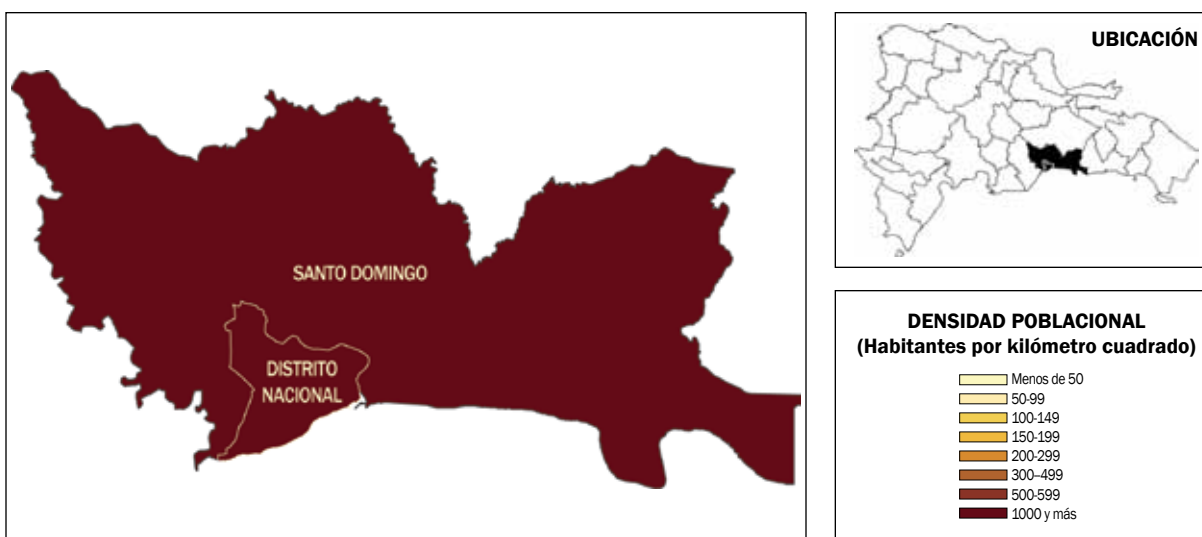 SANTO DOMINGO
DISTRITO
NACIONAL
UBICACIÓN
DENSIDAD POBLACIONAL
(Habitantes por kilómetro cuadrado)
Menos de 50
50-99
100-149
150-199
200-299
300–499
500-599
1000 y más